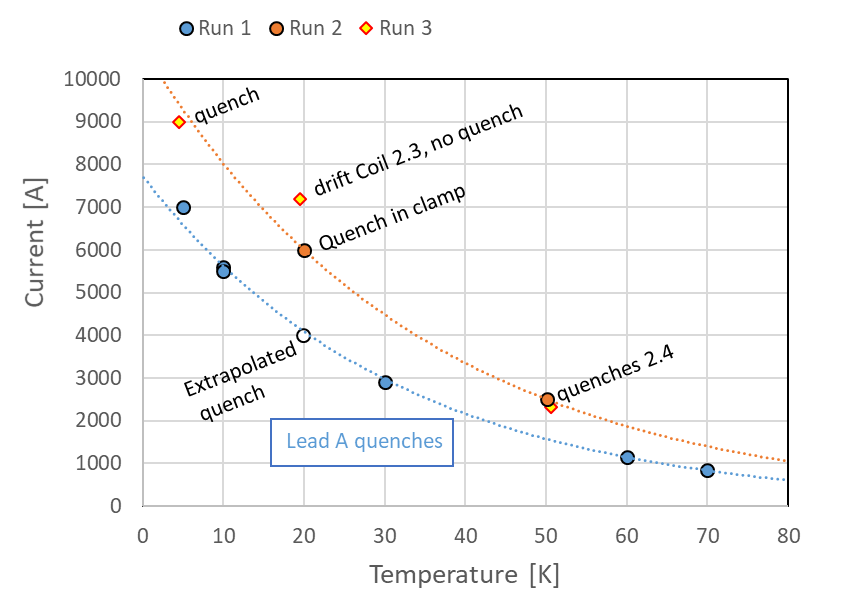 Run 1 Run 2 Run 3
Current [A]
10000
9000
8000
7000
6000
5000
4000
3000
2000
1000
0
quench
drift Coil 2.3, no quench
Quench in clamp
Extrapolated
quench
quenches 2.4
Lead A quenches
0 10 20 30 40 50 60 70 80
Temperature [K]